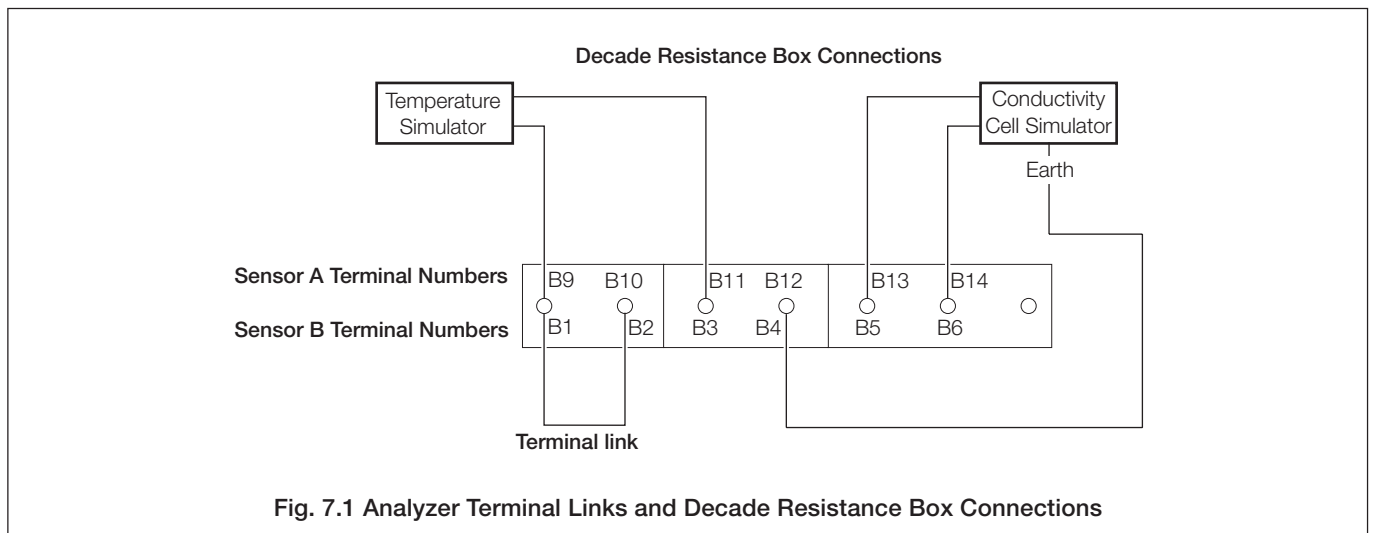 Decade Resistance Box Connections
Temperature
Simulator
Conductivity
Cell Simulator
Earth
Sensor A Terminal Numbers
B9 B10 B11 B12 B13 B14
Sensor B Terminal Numbers
B1 B2 B3 B4 B5 B6
Terminal link
Fig. 7.1 Analyzer Terminal Links and Decade Resistance Box Connections